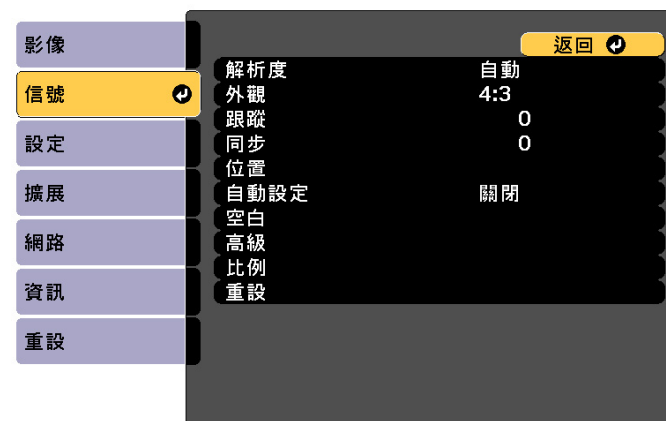 影像
信號
設定
擴展
網路
資訊
重設
返回
解析度 自動
外觀 4:3
跟蹤 0
同步 0
位置
自動設定 關閉
空白
高級
比例
重設